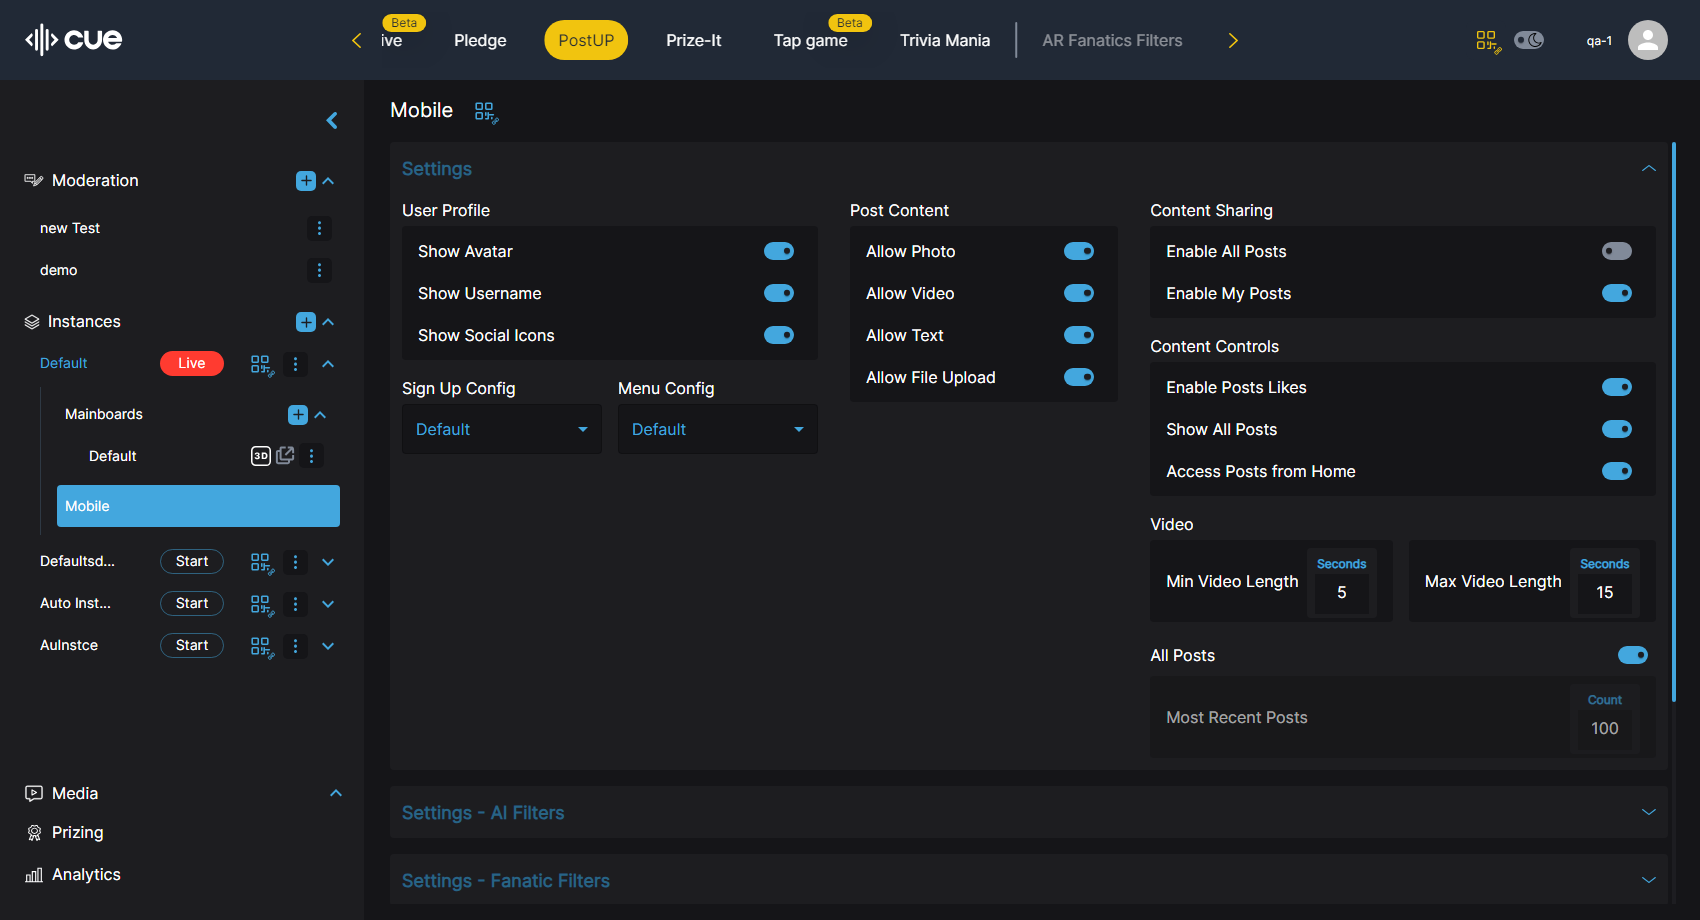 cue
ive
Beta
Pledge
PostUP
Prize-It
Tap game
Beta
Trivia Mania
AR Fanatics Filters
qa-1
Moderation
new Test
demo
Instances
Default
Live
Mainboards
Default
3D
Mobile
Defaultsd...
Start
Auto Inst...
Start
AuInstce
Start
Media
Prizing
Analytics
Mobile
Settings
User Profile
Show Avatar
Show Username
Show Social Icons
Sign Up Config
Default
Menu Config
Default
Post Content
Allow Photo
Allow Video
Allow Text
Allow File Upload
Content Sharing
Enable All Posts
Enable My Posts
Content Controls
Enable Posts Likes
Show All Posts
Access Posts from Home
Video
Min Video Length
Seconds
5
Max Video Length
Seconds
15
All Posts
Most Recent Posts
Count
100
Settings - AI Filters
Settings - Fanatic Filters